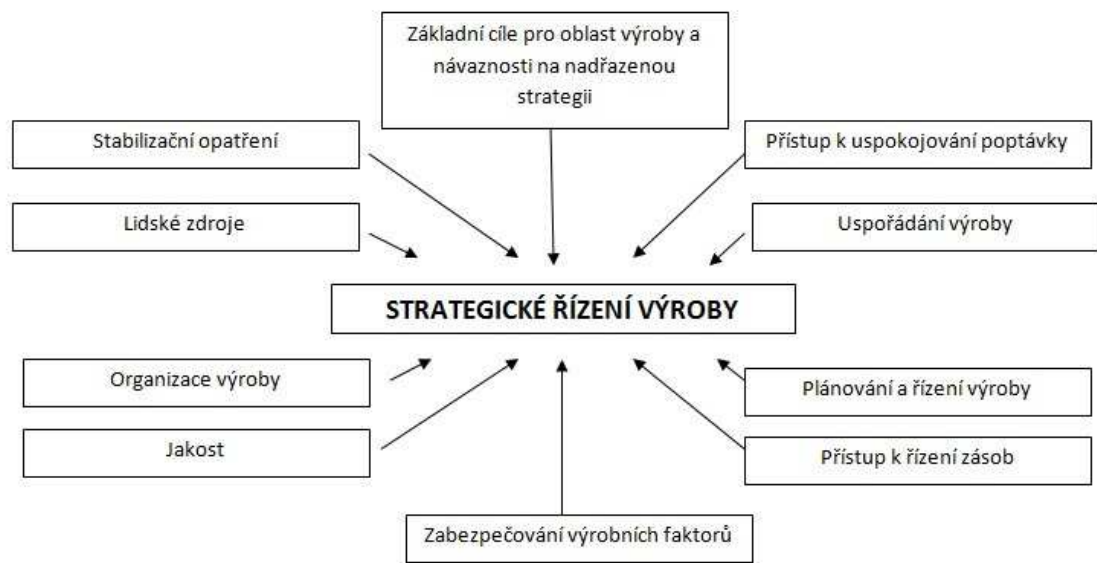 Základní cíle pro oblast výroby a
návaznosti na nadřazenou
strategii
Stabilizační opatření
Přístup k uspokojování poptávky
Lidské zdroje
Uspořádání výroby
STRATEGICKÉ ŘÍZENÍ VÝROBY
Organizace výroby
Plánování a řízení výroby
Jakost
Přístup k řízení zásob
Zabezpečování výrobních faktorů